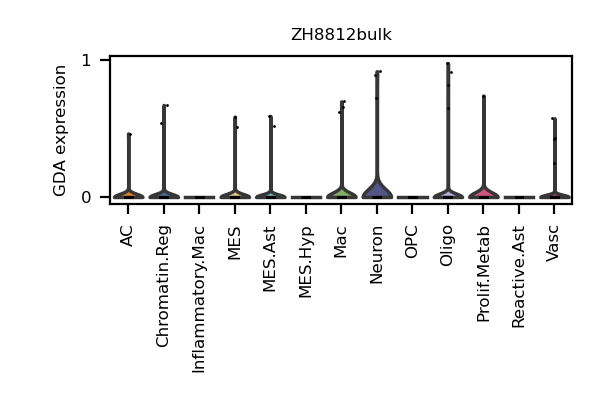 ZH8812bulk
GDA expression
1
0
AC
Chromatin.Reg
Inflammatory.Mac
MES
MES.Ast
MES.Hyp
Mac
Neuron
OPC
Oligo
Prolif.Metab
Reactive.Ast
Vasc